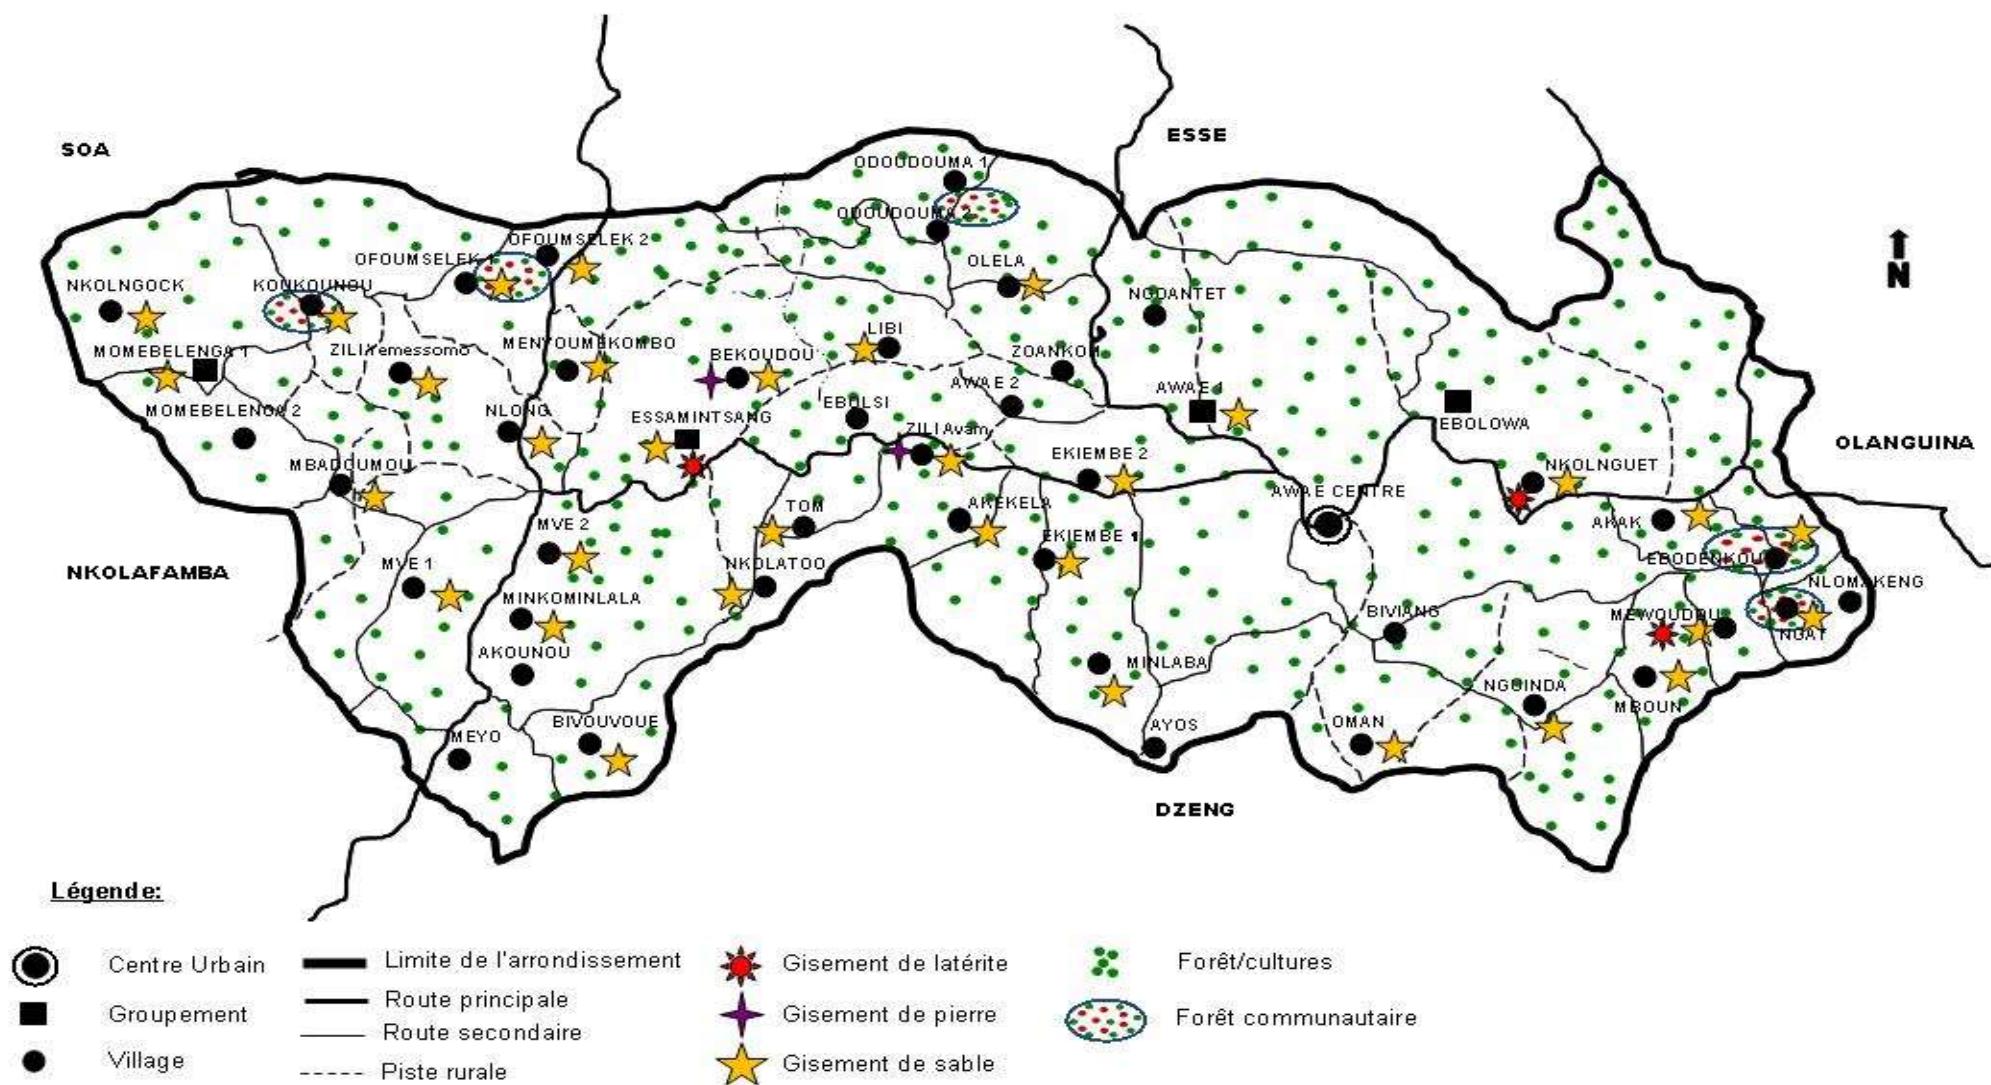 ESSE
SOA
ODOUDOUMA 1
ODOUDOUMA 2
OFOUMSELEK 2
OFOUMSELEK 1
OLELA
N
NKOLNGOCK
KOUKOUNOU
NGOANTET
LIBI
MOMEBELENGA 1
ZILI Yemessomo
MENYOUMEKOMBO
BEKOUDOU
ZOANKOM
AWAE 2
AWAE 1
MOMEBELENGA 2
NLONG
ESSAMINTSANG
EBOLSI
ZILI Avam
EBOLOWA
OLANGUINA
MBADOUMOU
EKIEMBE 2
NKOLNGUET
AWAE CENTRE
TOM
AKEKELA
AKAK
MVE 2
EKIEMBE 1
NKOLAFAMBA
MVE 1
NKOLATOO
EBODENKOU
NLOMAKENG
MINKOMINLALA
BIVIANG
MEWOUDOU
NGAT
AKOUNOU
MINLABA
NGUINDA
MBOUN
MEYO
BIVOUVOUE
AYOS
OMAN
DZENG
Légende:
Centre Urbain
Limite de l'arrondissement
Gisement de latérite
Forêt/cultures
Groupement
Route principale
Gisement de pierre
Forêt communautaire
Route secondaire
Village
Piste rurale
Gisement de sable